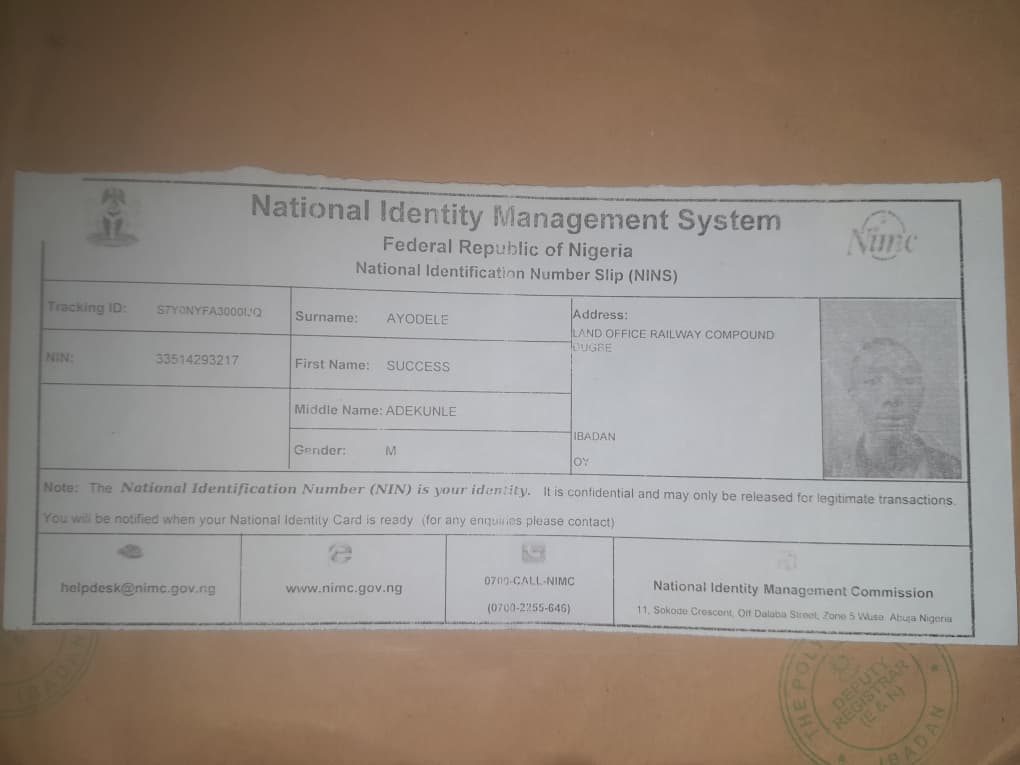 National Identity Management System
Federal Republic of Nigeria
National Identification Number Slip (NINS)
Nimc
Tracking ID:
Surname: AYODELE
Address:
LAND OFFICE RAILWAY COMPOUND
DUGBE
NIN: 33514293217
First Name: SUCCESS
Middle Name: ADEKUNLE
Gender: M
IBADAN
OY
Note: The National Identification Number (NIN) is your identity. It is confidential and may only be released for legitimate transactions.
You will be notified when your National Identity Card is ready (for any enquiries please contact)
helpdesk@nimc.gov.ng
www.nimc.gov.ng
0700-CALL-NIMC
(0700-2255-646)
National Identity Management Commission
11, Sokode Crescent, Off Dalaba Street, Zone 5 Wuse, Abuja Nigeria
IBADAN
THE POL
DEPUTY
REGISTRAR
(E & N)
IBADAN